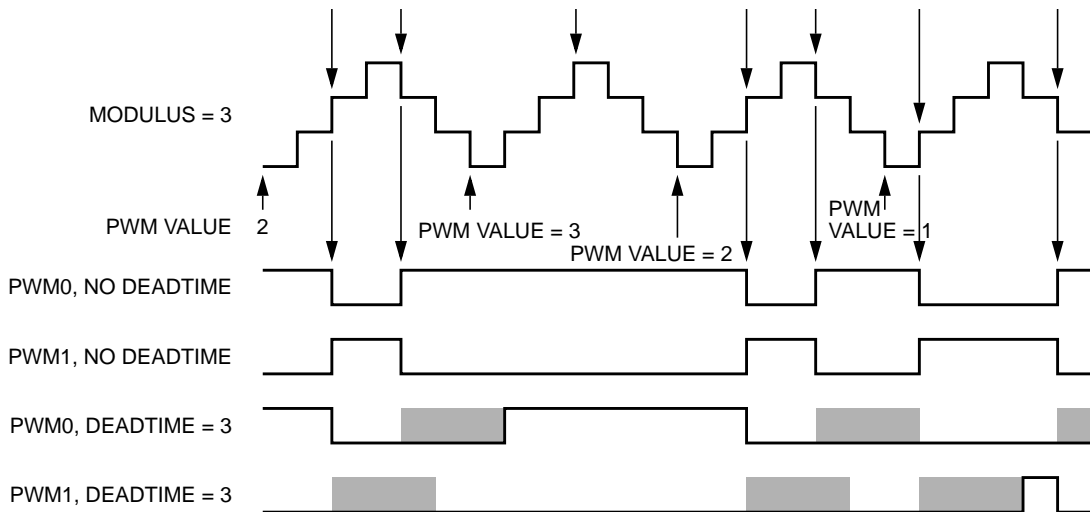 MODULUS = 3
PWM VALUE 2
PWM VALUE = 3
PWM VALUE = 2
PWM
VALUE = 1
PWM0, NO DEADTIME
PWM1, NO DEADTIME
PWM0, DEADTIME = 3
PWM1, DEADTIME = 3